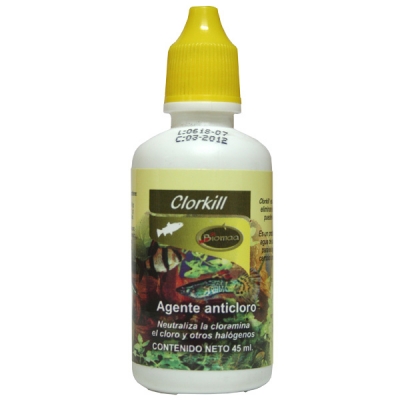 L:0618-07
C:03-2012
Clorkill
Biomaa
Agente anticloro
Neutraliza la cloramina
el cloro y otros halógenos
CONTENIDO NETO 45 ml
Clorkill